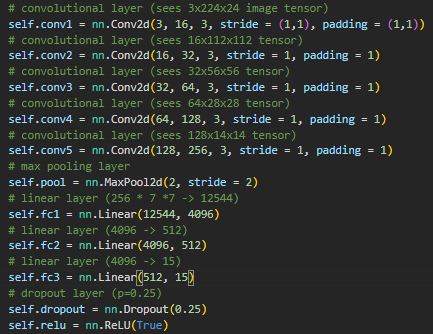 # convolutional layer (sees 3x224x24 image tensor)
self.conv1 = nn.Conv2d(3, 16, 3, stride = (1,1), padding = (1,1))
# convolutional layer (sees 16x112x112 tensor)
self.conv2 = nn.Conv2d(16, 32, 3, stride = 1, padding = 1)
# convolutional layer (sees 32x56x56 tensor)
self.conv3 = nn.Conv2d(32, 64, 3, stride = 1, padding = 1)
# convolutional layer (sees 64x28x28 tensor)
self.conv4 = nn.Conv2d(64, 128, 3, stride = 1, padding = 1)
# convolutional layer (sees 128x14x14 tensor)
self.conv5 = nn.Conv2d(128, 256, 3, stride = 1, padding = 1)
# max pooling layer
self.pool = nn.MaxPool2d(2, stride = 2)
# linear layer (256 * 7 *7 -> 12544)
self.fc1 = nn.Linear(12544, 4096)
# linear layer (4096 -> 512)
self.fc2 = nn.Linear(4096, 512)
# linear layer (4096 -> 15)
self.fc3 = nn.Linear(512, 15)
# dropout layer (p=0.25)
self.dropout = nn.Dropout(0.25)
self.relu = nn.ReLU(True)